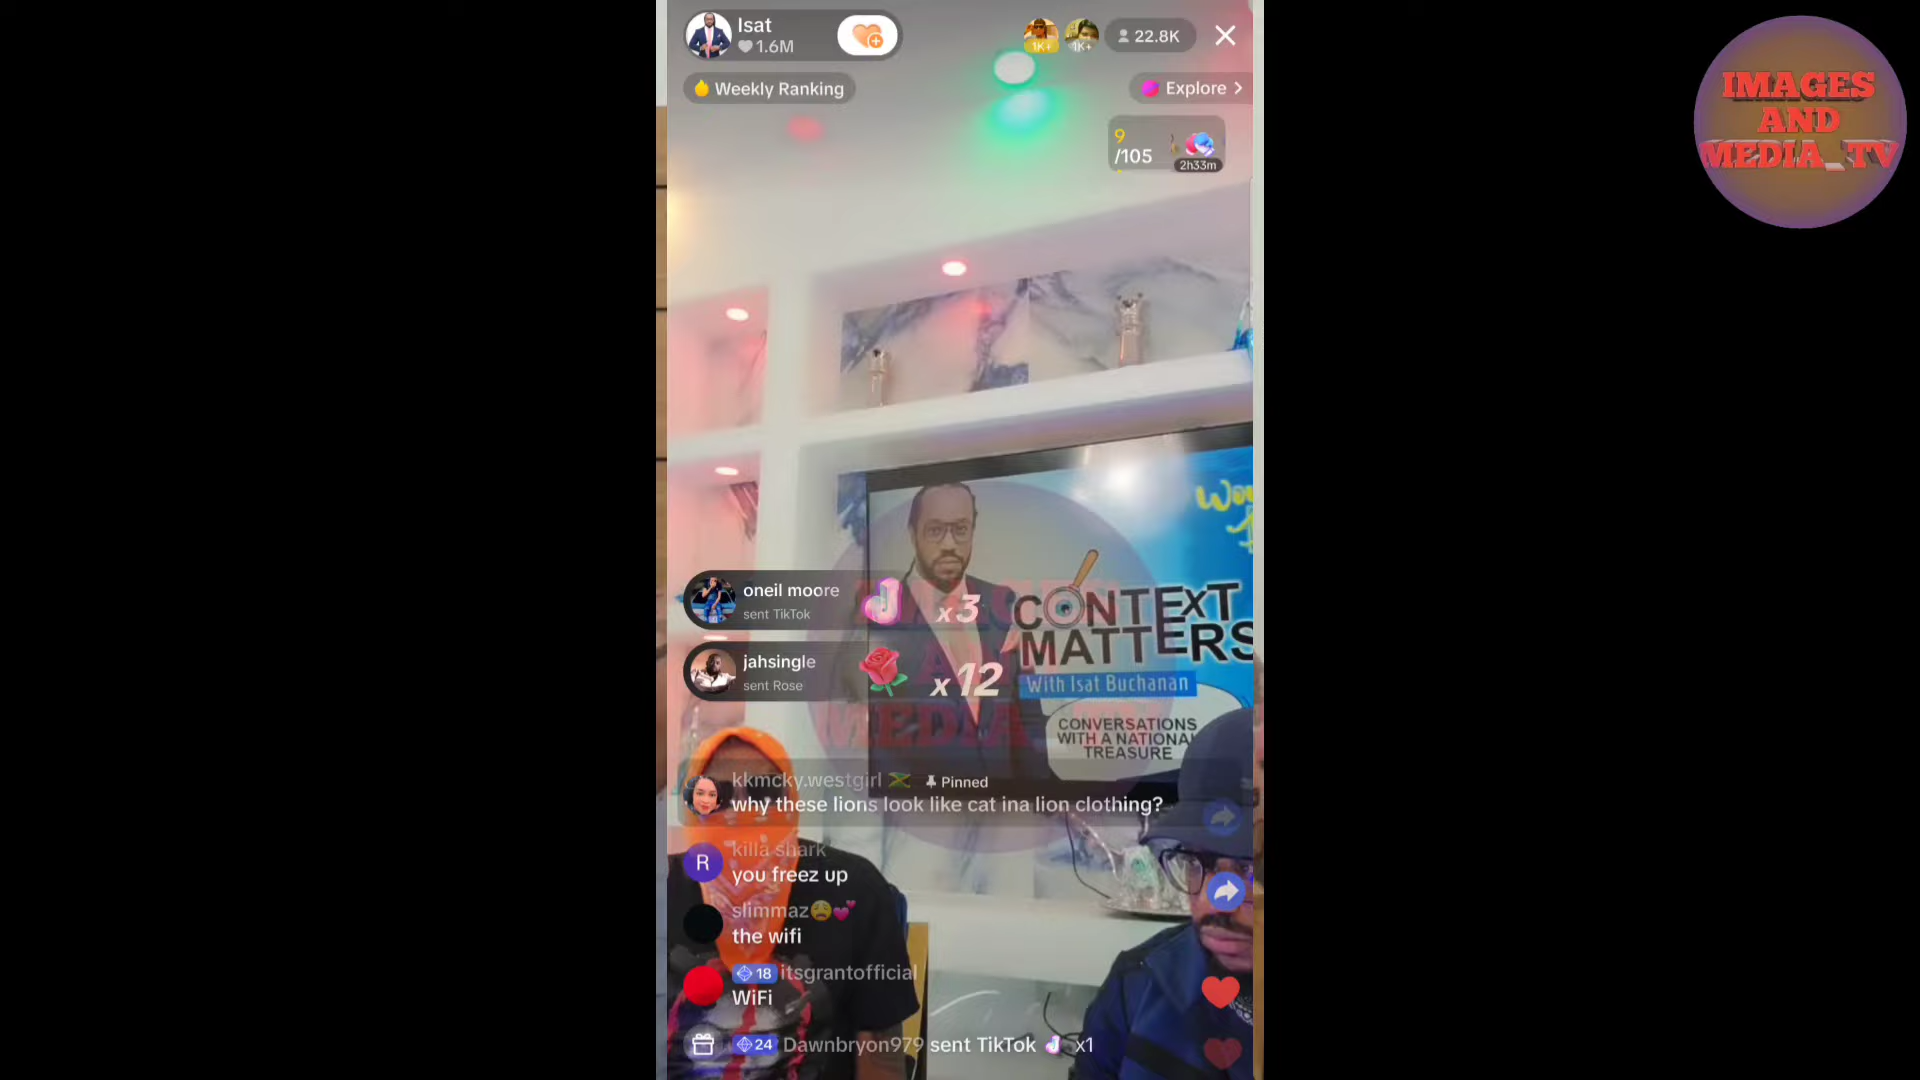 Isat
1.6M
1K+
1K+
22.8K
Weekly Ranking
Explore
9
/105
2h33m
IMAGES
AND
MEDIA_TV
oneil moore
sent TikTok
x3
jahsingle
sent Rose
x12
CONTEXT
MATTERS
With Isat Buchanan
CONVERSATIONS
WITH A NATIONAL
TREASURE
kkmcky.westgirl Pinned
why these lions look like cat ina lion clothing?
R
killa shark
you freez up
slimmaz😩💕
the wifi
18 itsgrantofficial
WiFi
24 Dawnbryon979 sent TikTok x1